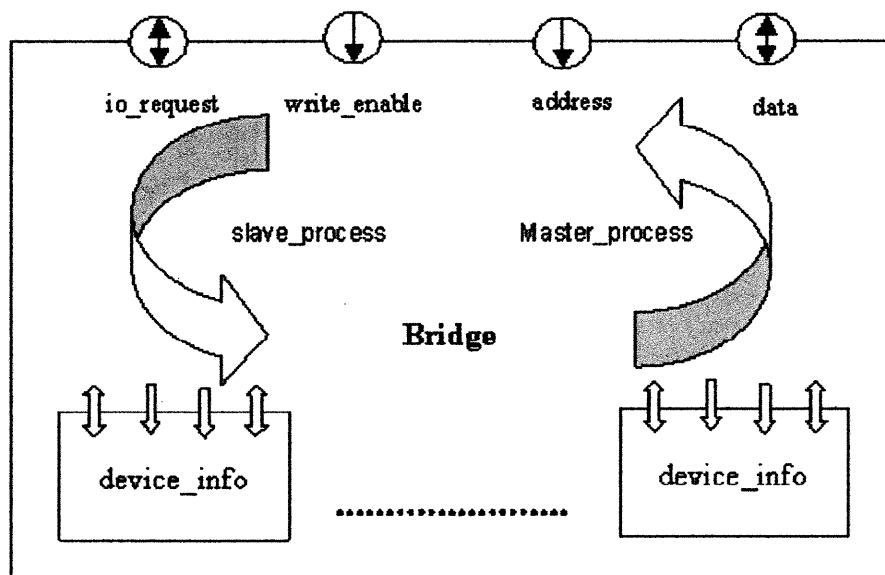 io_request write_enable address data
slave_process Master_process
Bridge
device_info device_info